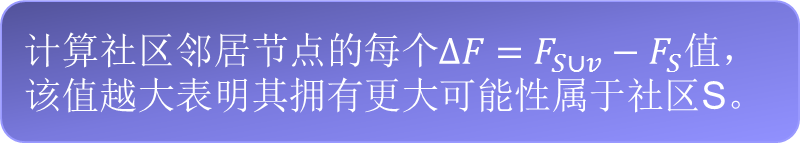 计算社区邻居节点的每个ΔF = F_{S∪v} − F_S值，
该值越大表明其拥有更大可能性属于社区S。